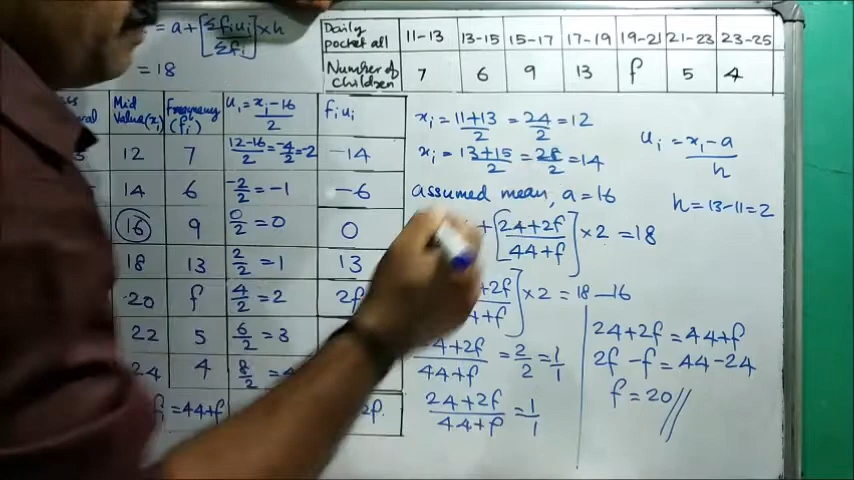 = a + [Σfiui / Σfi] × h
= 18
Daily pocket all | 11-13 | 13-15 | 15-17 | 17-19 | 19-21 | 21-23 | 23-25
Number of children | 7 | 6 | 9 | 13 | f | 5 | 4
Mid Value(xi) | Frequency (fi) | ui = xi-16 / 2 | fiui
12 | 7 | 12-16/2 = -4/2 = -2 | -14
14 | 6 | -2/2 = -1 | -6
16 | 9 | 0/2 = 0 | 0
18 | 13 | 2/2 = 1 | 13
20 | f | 4/2 = 2 | 2f
22 | 5 | 6/2 = 3
24 | 4 | 8/2 = 4
= 44+f
xi = 11+13/2 = 24/2 = 12
xi = 13+15/2 = 28/2 = 14
assumed mean, a = 16
+ [24+2f / 44+f] × 2 = 18
+2f / +f] × 2 = 18 - 16
24+2f / 44+f = 2/2 = 1/1
24+2f / 44+f = 1/1
ui = xi-a / h
h = 13-11 = 2
24+2f = 44+f
2f - f = 44-24
f = 20 //